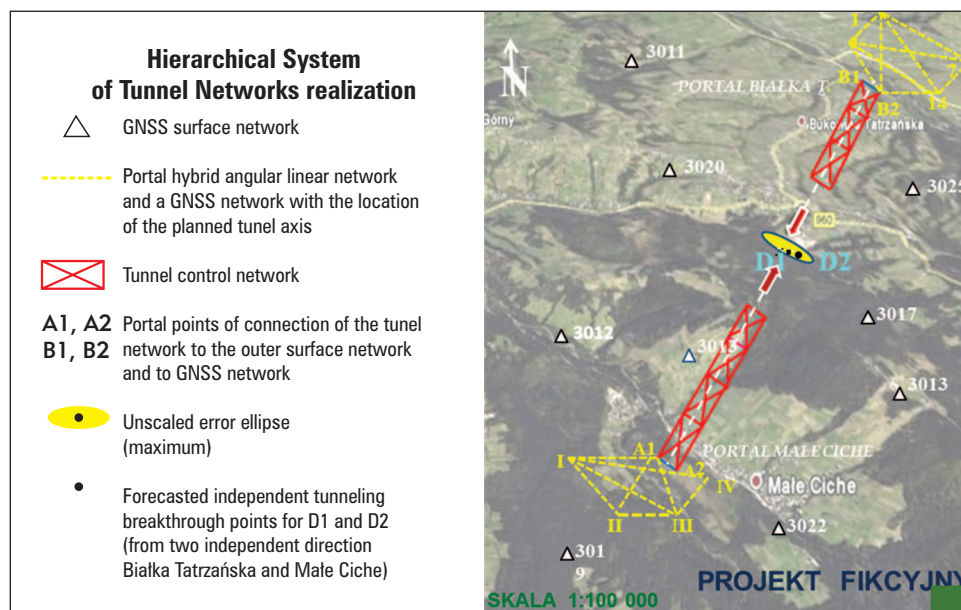 Hierarchical System
of Tunnel Networks realization
GNSS surface network
Portal hybrid angular linear network
and a GNSS network with the location
of the planned tunel axis
Tunnel control network
A1, A2
B1, B2
Portal points of connection of the tunel
network to the outer surface network
and to GNSS network
Unscaled error ellipse
(maximum)
Forecasted independent tunneling
breakthrough points for D1 and D2
(from two independent direction
Białka Tatrzańska and Małe Ciche)
N
3011
I
PORTAL BIAŁKA T.
B1
B2
14
Górny
Bukowina Tatrzańska
3020
3025
960
D1
D2
3017
3012
3013
3013
A1
PORTAL MAŁE CICHE
I
A2
IV
Małe Ciche
II
III
3022
301
9
PROJEKT FIKCYJNY
SKALA 1:100 000